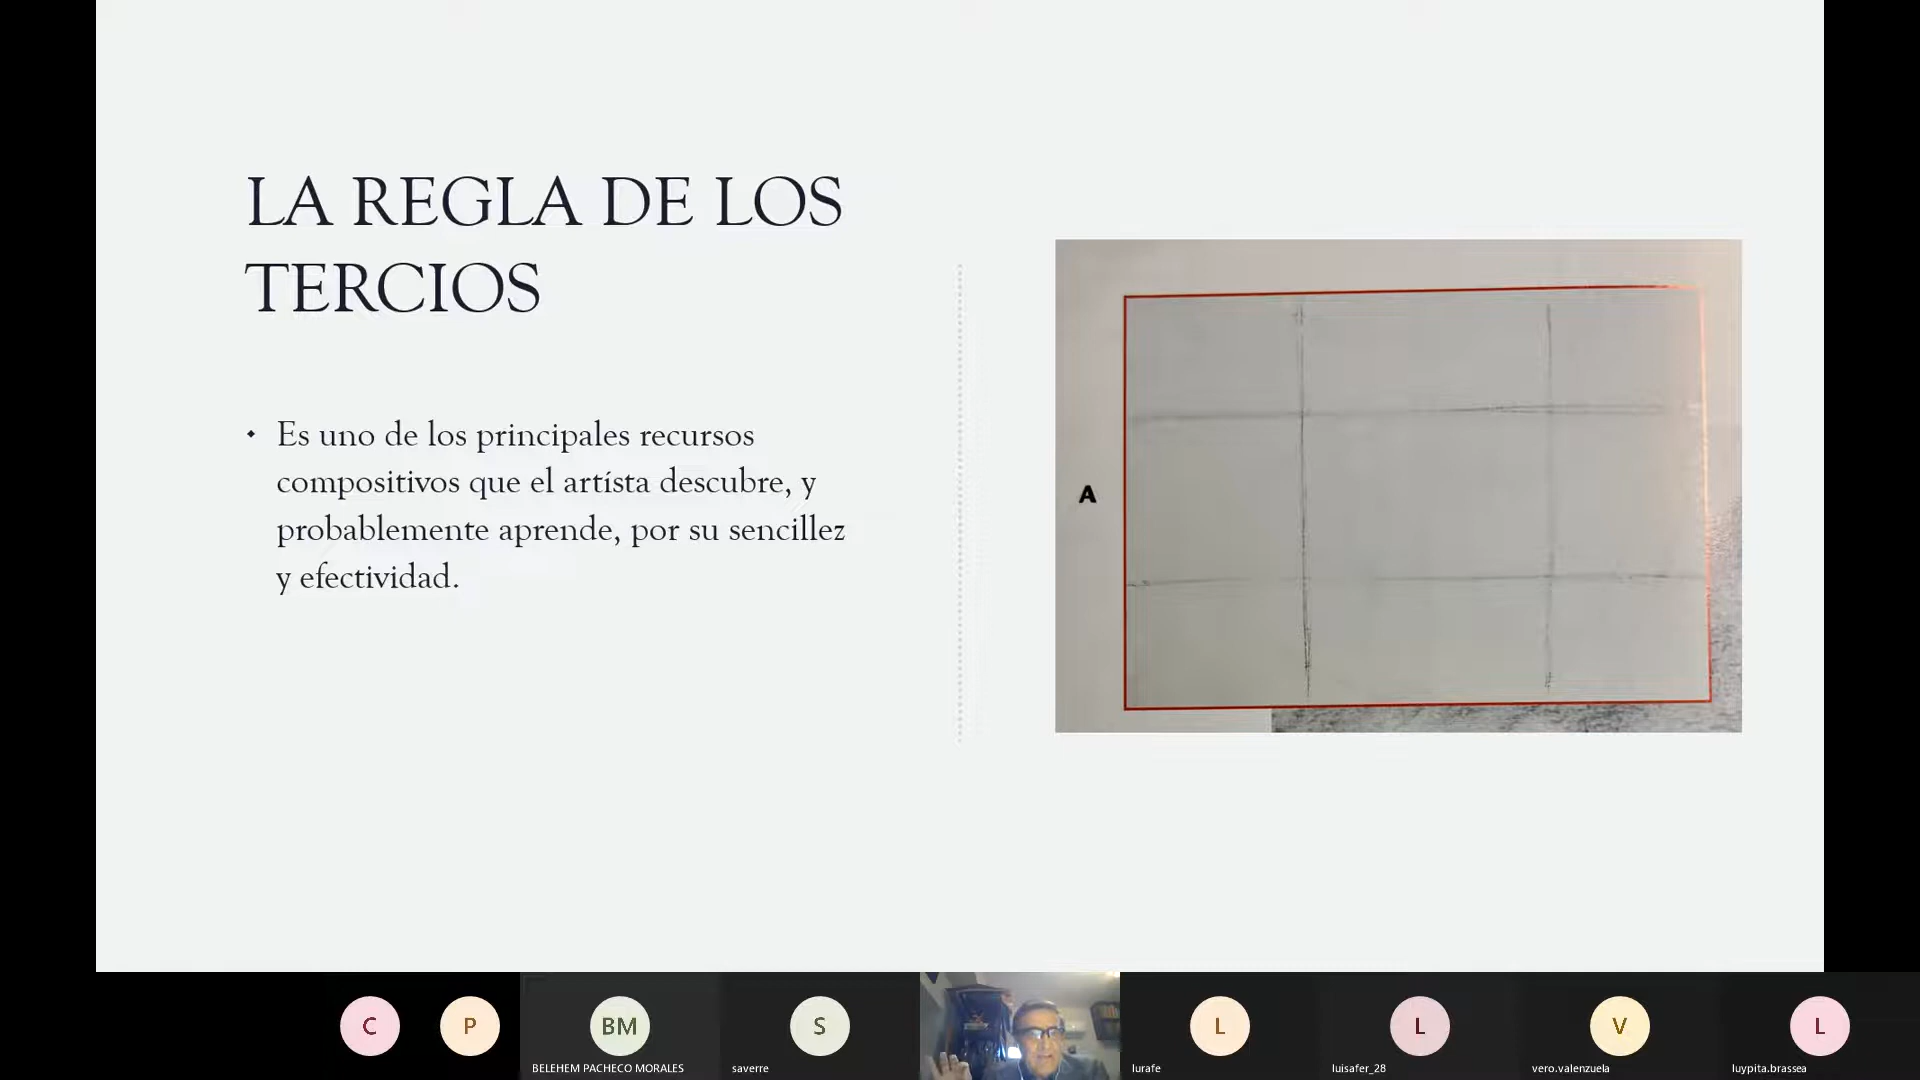 LA REGLA DE LOS
TERCIOS
• Es uno de los principales recursos
compositivos que el artísta descubre, y
probablemente aprende, por su sencillez
y efectividad.
A
C
P
BM
S
L
L
V
L
BELEHEM PACHECO MORALES
saverre
lurafe
luisafer_28
vero.valenzuela
luypita.brassea